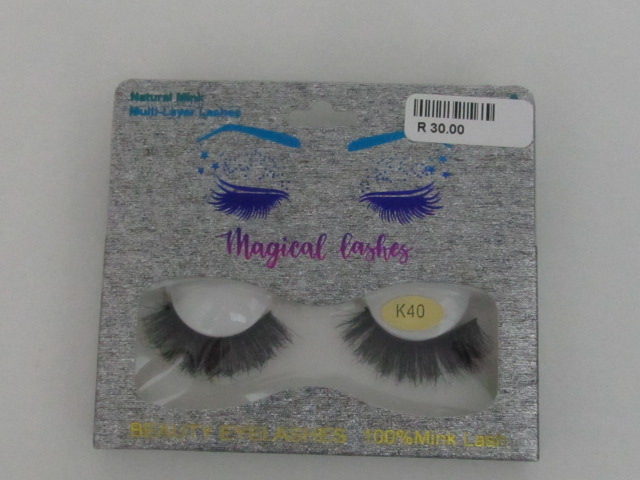 Natural Mink
Multi-Layer Lashes
R 30.00
Magical lashes
K40
BEAUTY EYELASHES 100%Mink Lash